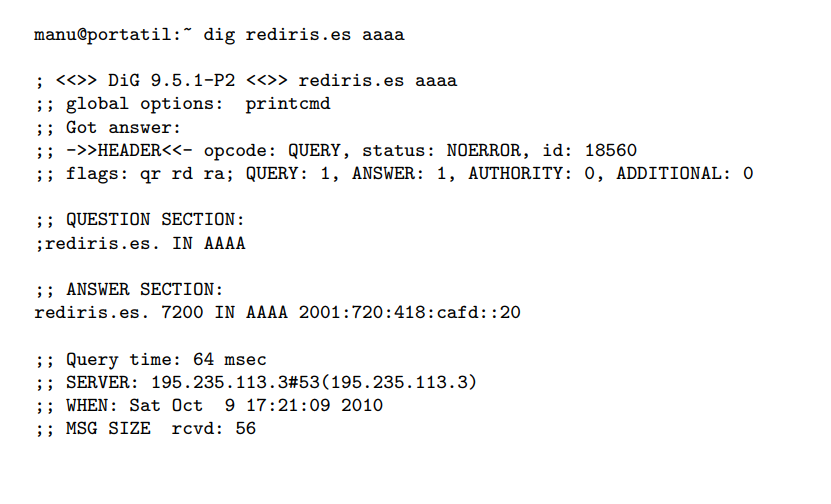 manu@portatil:~ dig rediris.es aaaa
; <<>> DiG 9.5.1-P2 <<>> rediris.es aaaa
;; global options:  printcmd
;; Got answer:
;; ->>HEADER<<- opcode: QUERY, status: NOERROR, id: 18560
;; flags: qr rd ra; QUERY: 1, ANSWER: 1, AUTHORITY: 0, ADDITIONAL: 0
;; QUESTION SECTION:
;rediris.es. IN AAAA
;; ANSWER SECTION:
rediris.es. 7200 IN AAAA 2001:720:418:cafd::20
;; Query time: 64 msec
;; SERVER: 195.235.113.3#53(195.235.113.3)
;; WHEN: Sat Oct  9 17:21:09 2010
;; MSG SIZE  rcvd: 56